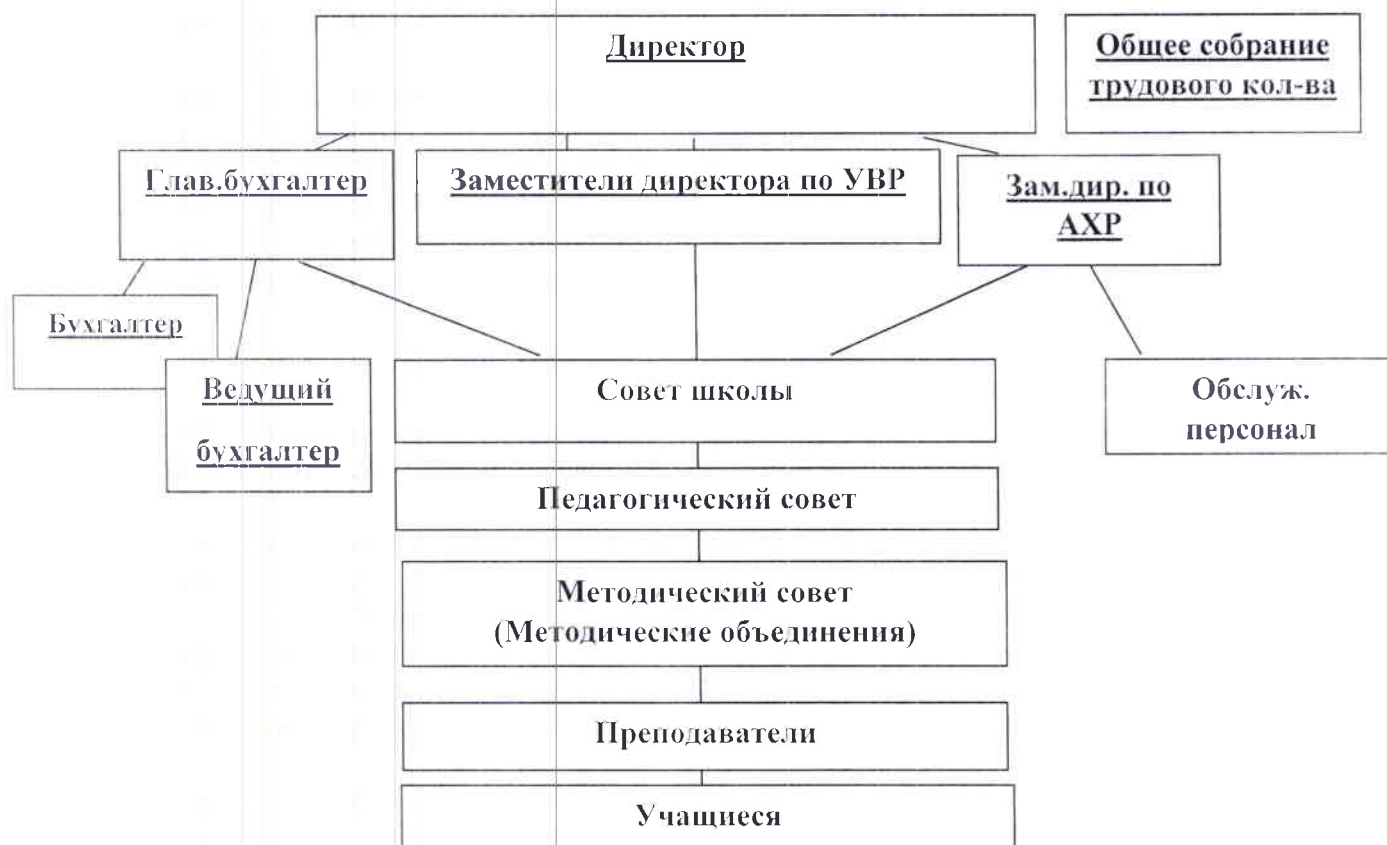 Директор
Общее собрание
трудового кол-ва
Глав.бухгалтер
Заместители директора по УВР
Зам.дир. по
АХР
Бухгалтер
Ведущий
бухгалтер
Совет школы
Обслуж.
персонал
Педагогический совет
Методический совет
(Методические объединения)
Преподаватели
Учащиеся